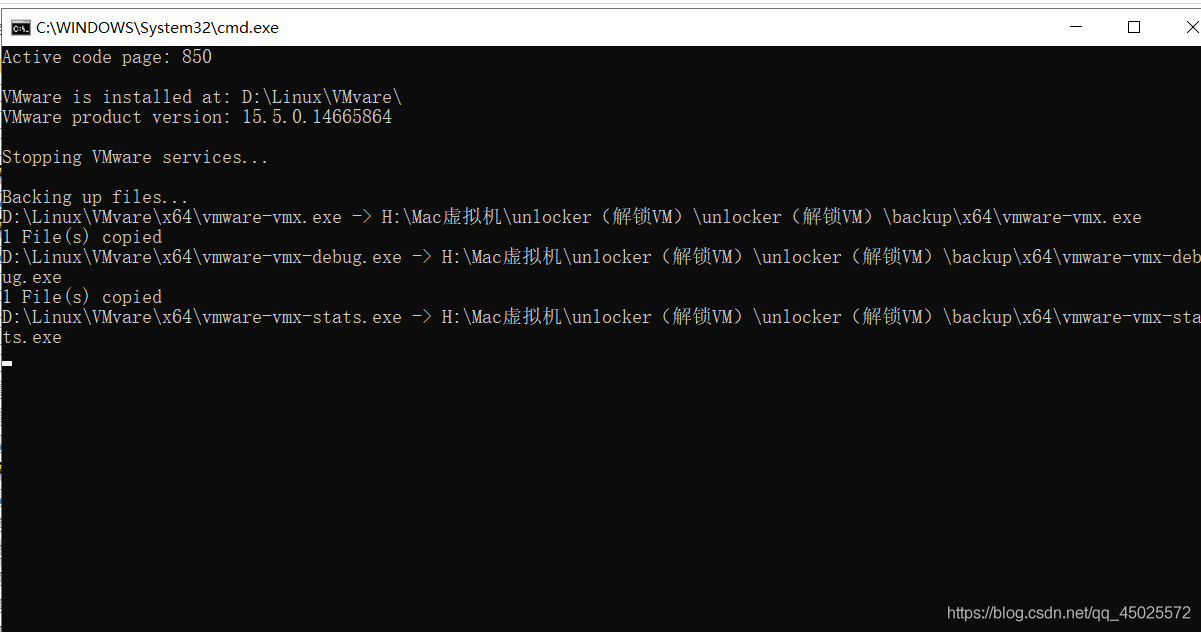 C:\WINDOWS\System32\cmd.exe
Active code page: 850
VMware is installed at: D:\Linux\VMvare\
VMware product version: 15.5.0.14665864
Stopping VMware services...
Backing up files...
D:\Linux\VMvare\x64\vmware-vmx.exe -> H:\Mac虚拟机\unlocker（解锁VM）\unlocker（解锁VM）\backup\x64\vmware-vmx.exe
1 File(s) copied
D:\Linux\VMvare\x64\vmware-vmx-debug.exe -> H:\Mac虚拟机\unlocker（解锁VM）\unlocker（解锁VM）\backup\x64\vmware-vmx-deb
ug.exe
1 File(s) copied
D:\Linux\VMvare\x64\vmware-vmx-stats.exe -> H:\Mac虚拟机\unlocker（解锁VM）\unlocker（解锁VM）\backup\x64\vmware-vmx-sta
ts.exe
https://blog.csdn.net/qq_45025572